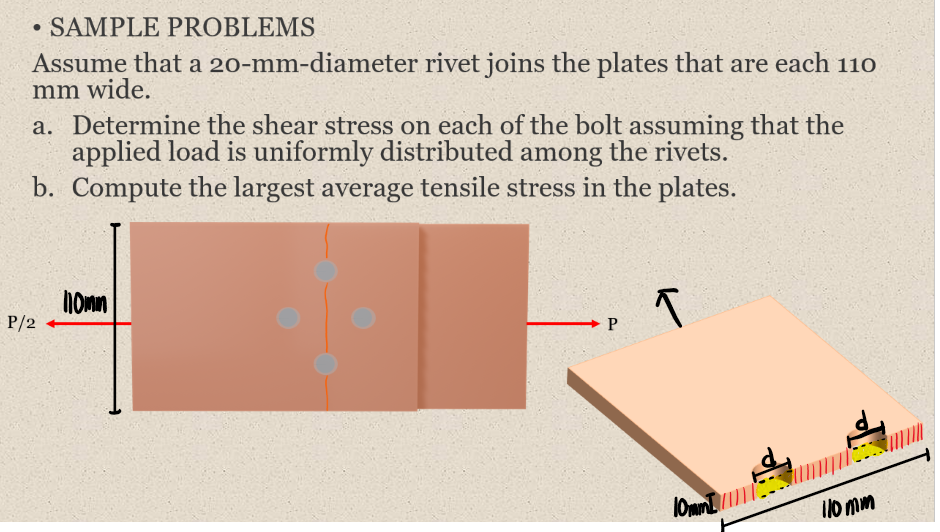 • SAMPLE PROBLEMS
Assume that a 20-mm-diameter rivet joins the plates that are each 110
mm wide.
a. Determine the shear stress on each of the bolt assuming that the
applied load is uniformly distributed among the rivets.
b. Compute the largest average tensile stress in the plates.
110mm
P/2
P
d
d
10mm
110 mm